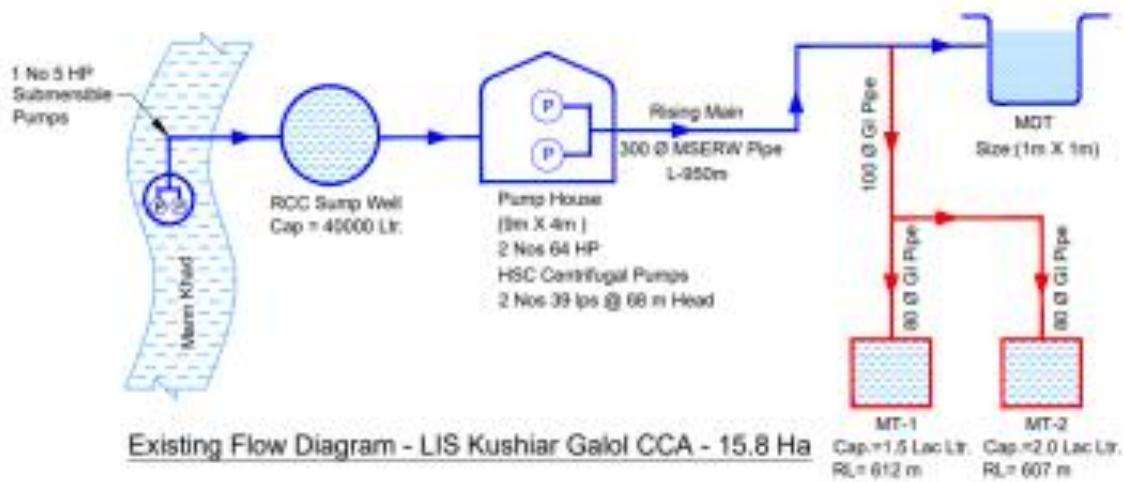 1 No 5 HP
Submersible
Pumps
Mann Khad
RCC Sump Well
Cap = 40000 Ltr.
P
P
Pump House
(9m X 4m )
2 Nos 64 HP
HSC Centrifugal Pumps
2 Nos 39 lps @ 68 m Head
Rising Main
300 Ø MSERW Pipe
L-950m
100 Ø GI Pipe
MDT
Size (1m X 1m)
80 Ø GI Pipe
80 Ø GI Pipe
MT-1
Cap.=1.5 Lac Ltr.
RL= 612 m
MT-2
Cap.=2.0 Lac Ltr.
RL= 607 m
Existing Flow Diagram - LIS Kushiar Galol CCA - 15.8 Ha